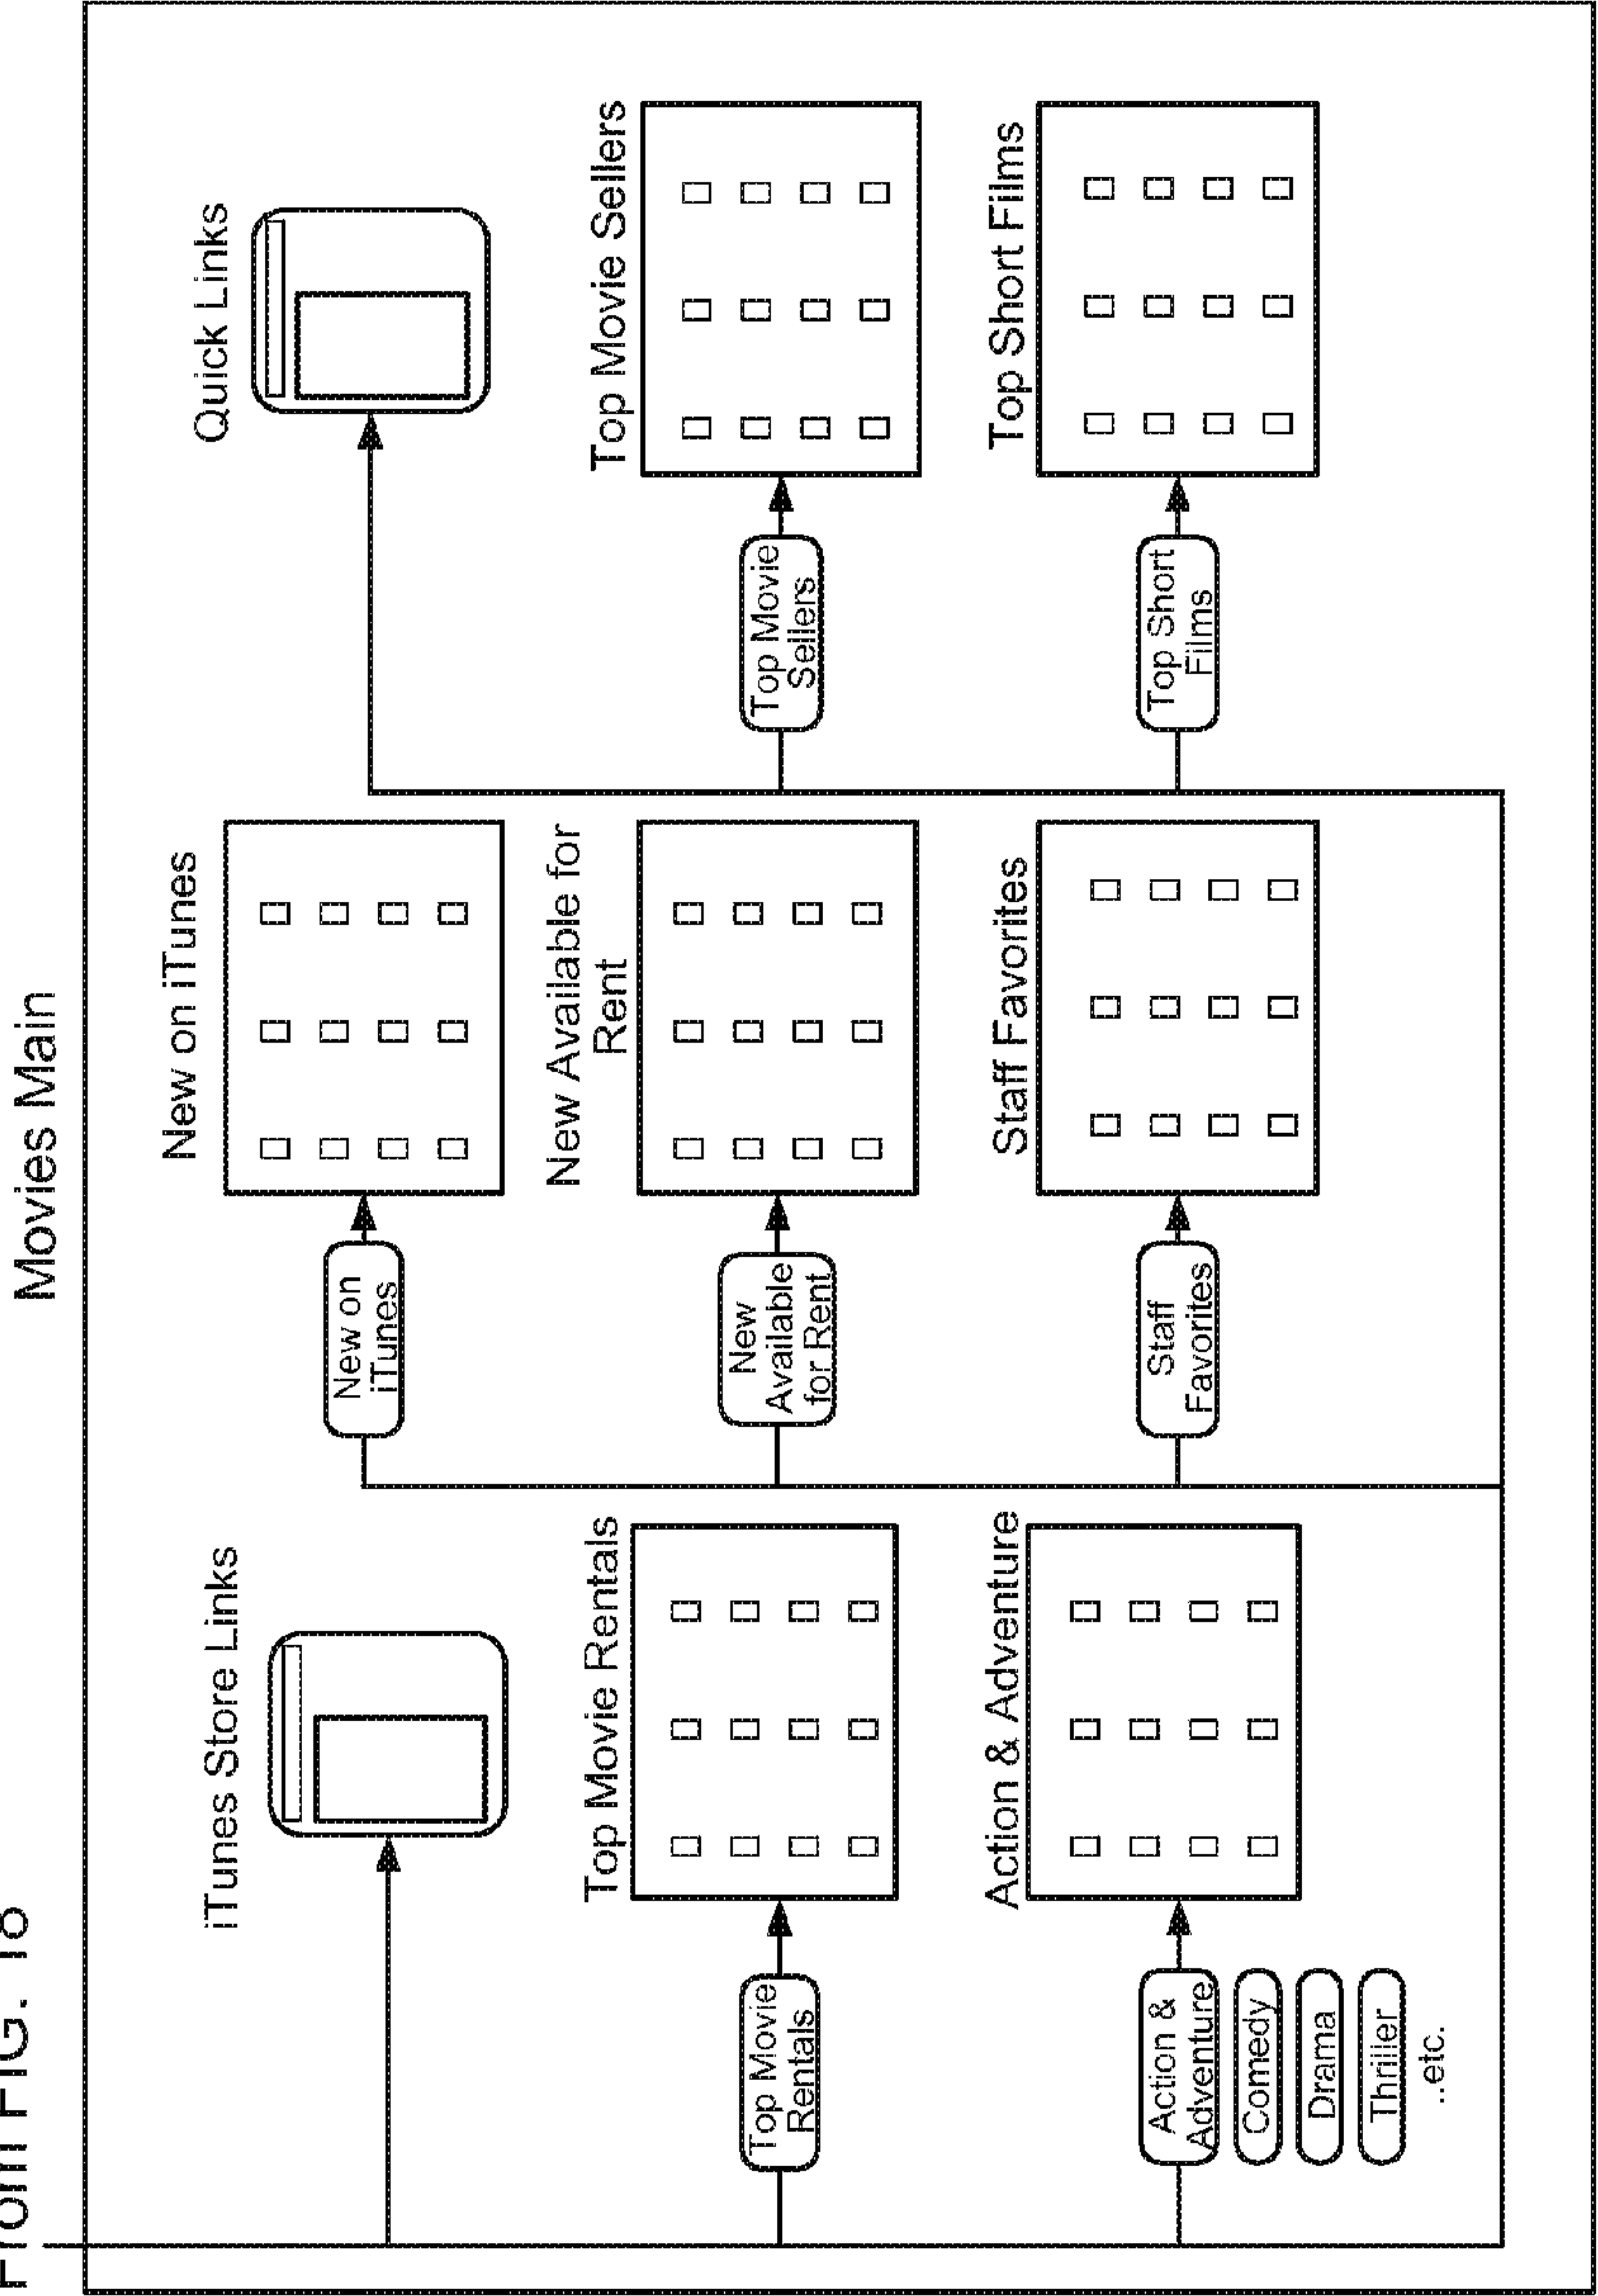 From FIG. 18
Movies Main
iTunes Store Links
New on iTunes
Quick Links
New on
iTunes
Top Movie Rentals
New Available for
Rent
Top Movie Sellers
Top Movie
Rentals
New
Available
for Rent
Top Movie
Sellers
Action & Adventure
Staff Favorites
Top Short Films
Action &
Adventure
Staff
Favorites
Top Short
Films
Comedy
Drama
Thriller
..etc.